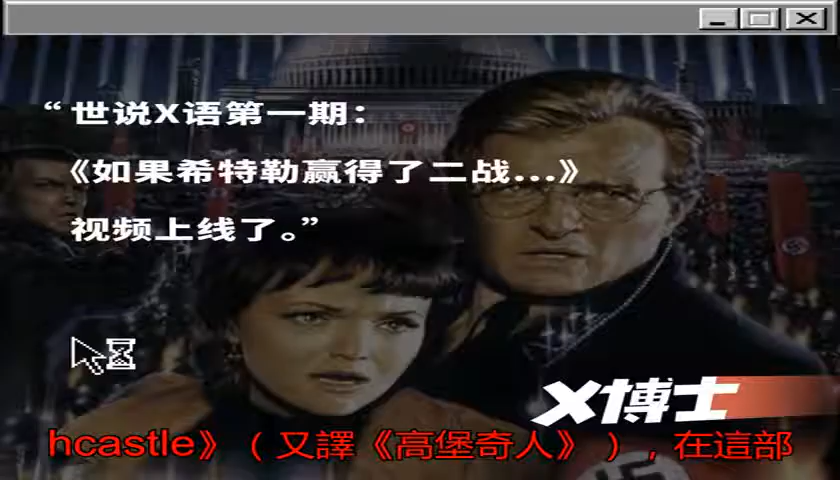 “世说X语第一期：
《如果希特勒赢得了二战...》
视频上线了。”
X博士
hcastle》（又譯《高堡奇人》），在這部